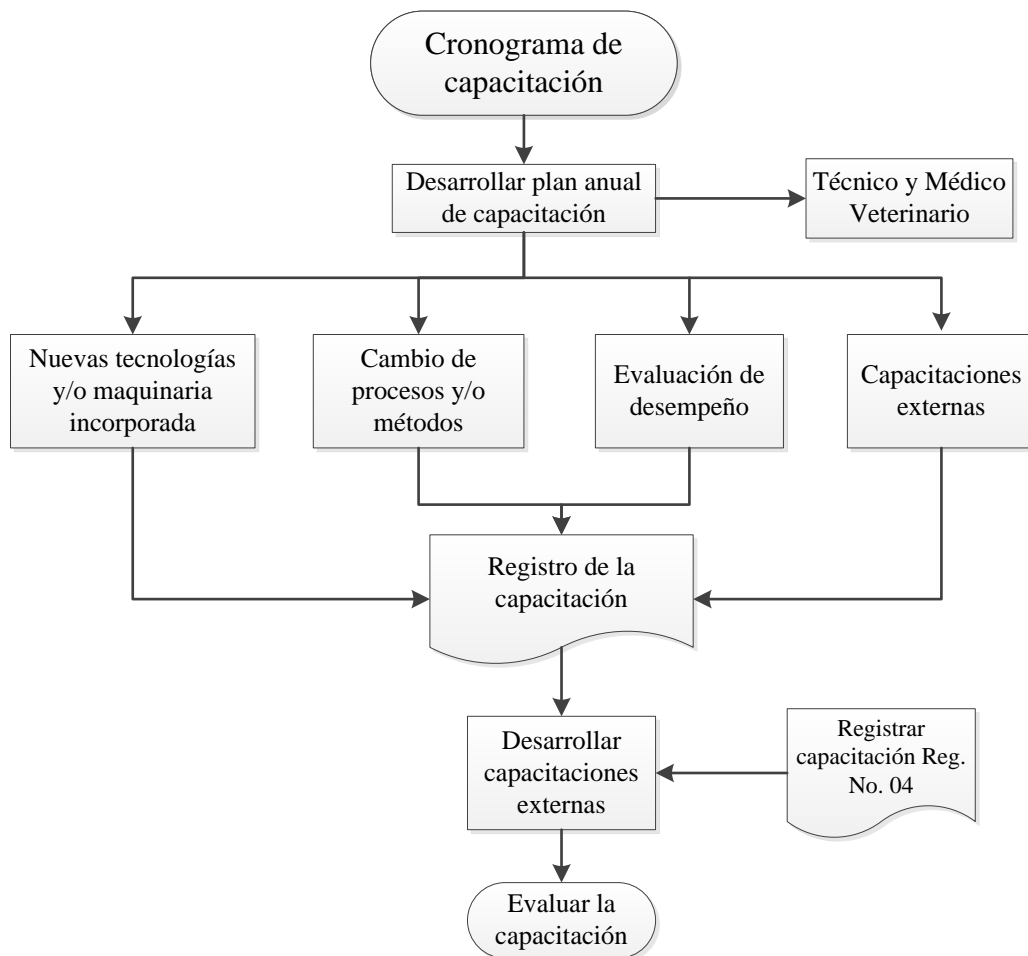 Cronograma de
capacitación
Desarrollar plan anual
de capacitación
Técnico y Médico
Veterinario
Nuevas tecnologías
y/o maquinaria
incorporada
Cambio de
procesos y/o
métodos
Evaluación de
desempeño
Capacitaciones
externas
Registro de la
capacitación
Desarrollar
capacitaciones
externas
Registrar
capacitación Reg.
No. 04
Evaluar la
capacitación